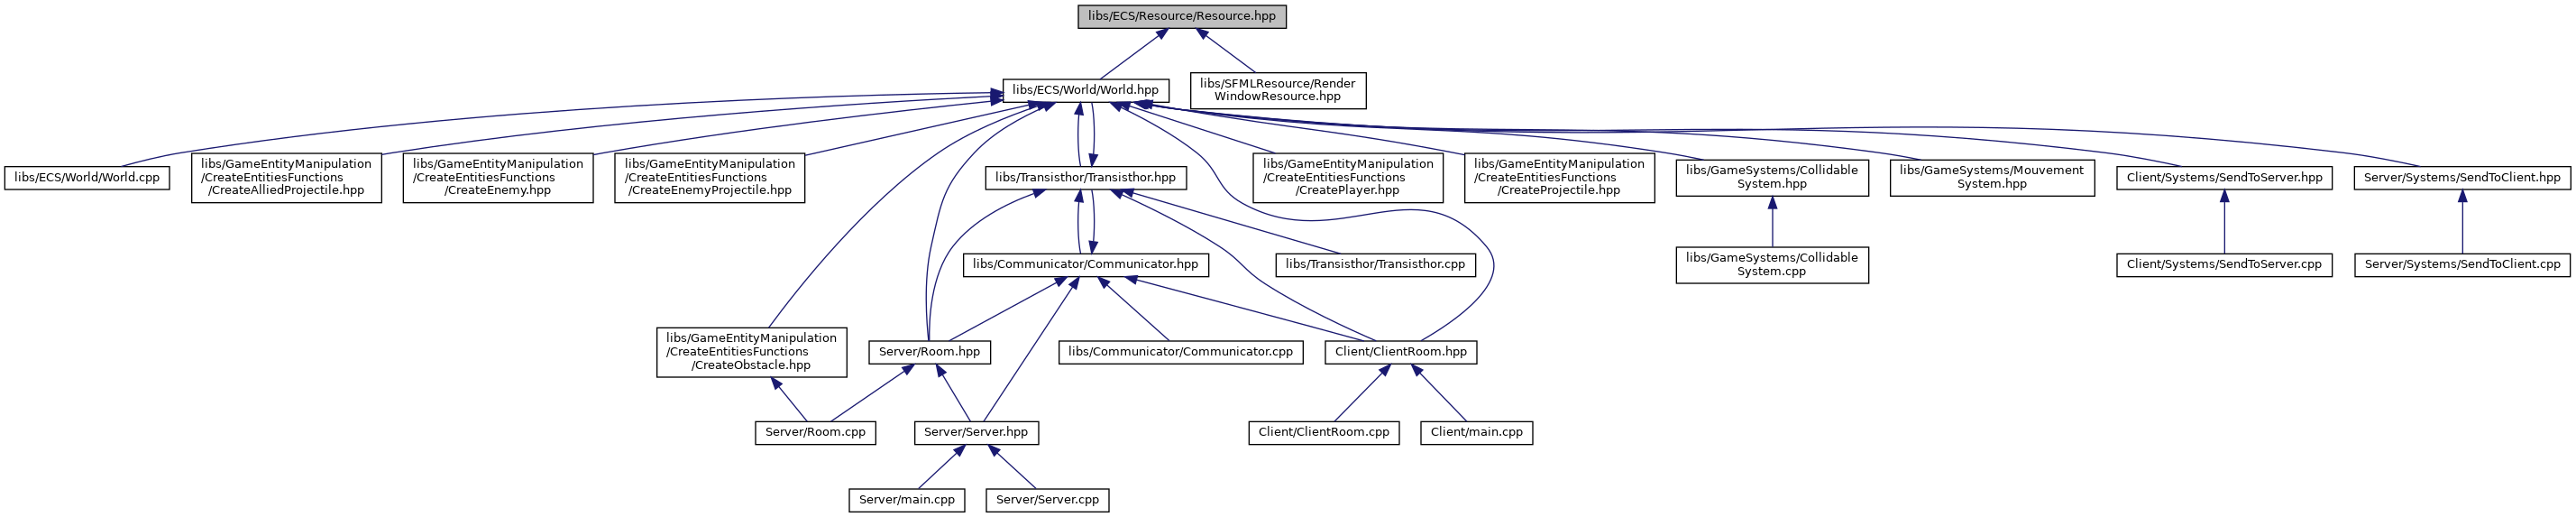 libs/ECS/Resource/Resource.hpp
libs/ECS/World/World.hpp
libs/SFMLResource/Render
WindowResource.hpp
libs/ECS/World/World.cpp
libs/GameEntityManipulation
/CreateEntitiesFunctions
/CreateAlliedProjectile.hpp
libs/GameEntityManipulation
/CreateEntitiesFunctions
/CreateEnemy.hpp
libs/GameEntityManipulation
/CreateEntitiesFunctions
/CreateEnemyProjectile.hpp
libs/Transisthor/Transisthor.hpp
libs/GameEntityManipulation
/CreateEntitiesFunctions
/CreatePlayer.hpp
libs/GameEntityManipulation
/CreateEntitiesFunctions
/CreateProjectile.hpp
libs/GameSystems/Collidable
System.hpp
libs/GameSystems/Mouvement
System.hpp
Client/Systems/SendToServer.hpp
Server/Systems/SendToClient.hpp
libs/Communicator/Communicator.hpp
libs/Transisthor/Transisthor.cpp
libs/GameSystems/Collidable
System.cpp
Client/Systems/SendToServer.cpp
Server/Systems/SendToClient.cpp
libs/GameEntityManipulation
/CreateEntitiesFunctions
/CreateObstacle.hpp
Server/Room.hpp
libs/Communicator/Communicator.cpp
Client/ClientRoom.hpp
Server/Room.cpp
Server/Server.hpp
Client/ClientRoom.cpp
Client/main.cpp
Server/main.cpp
Server/Server.cpp